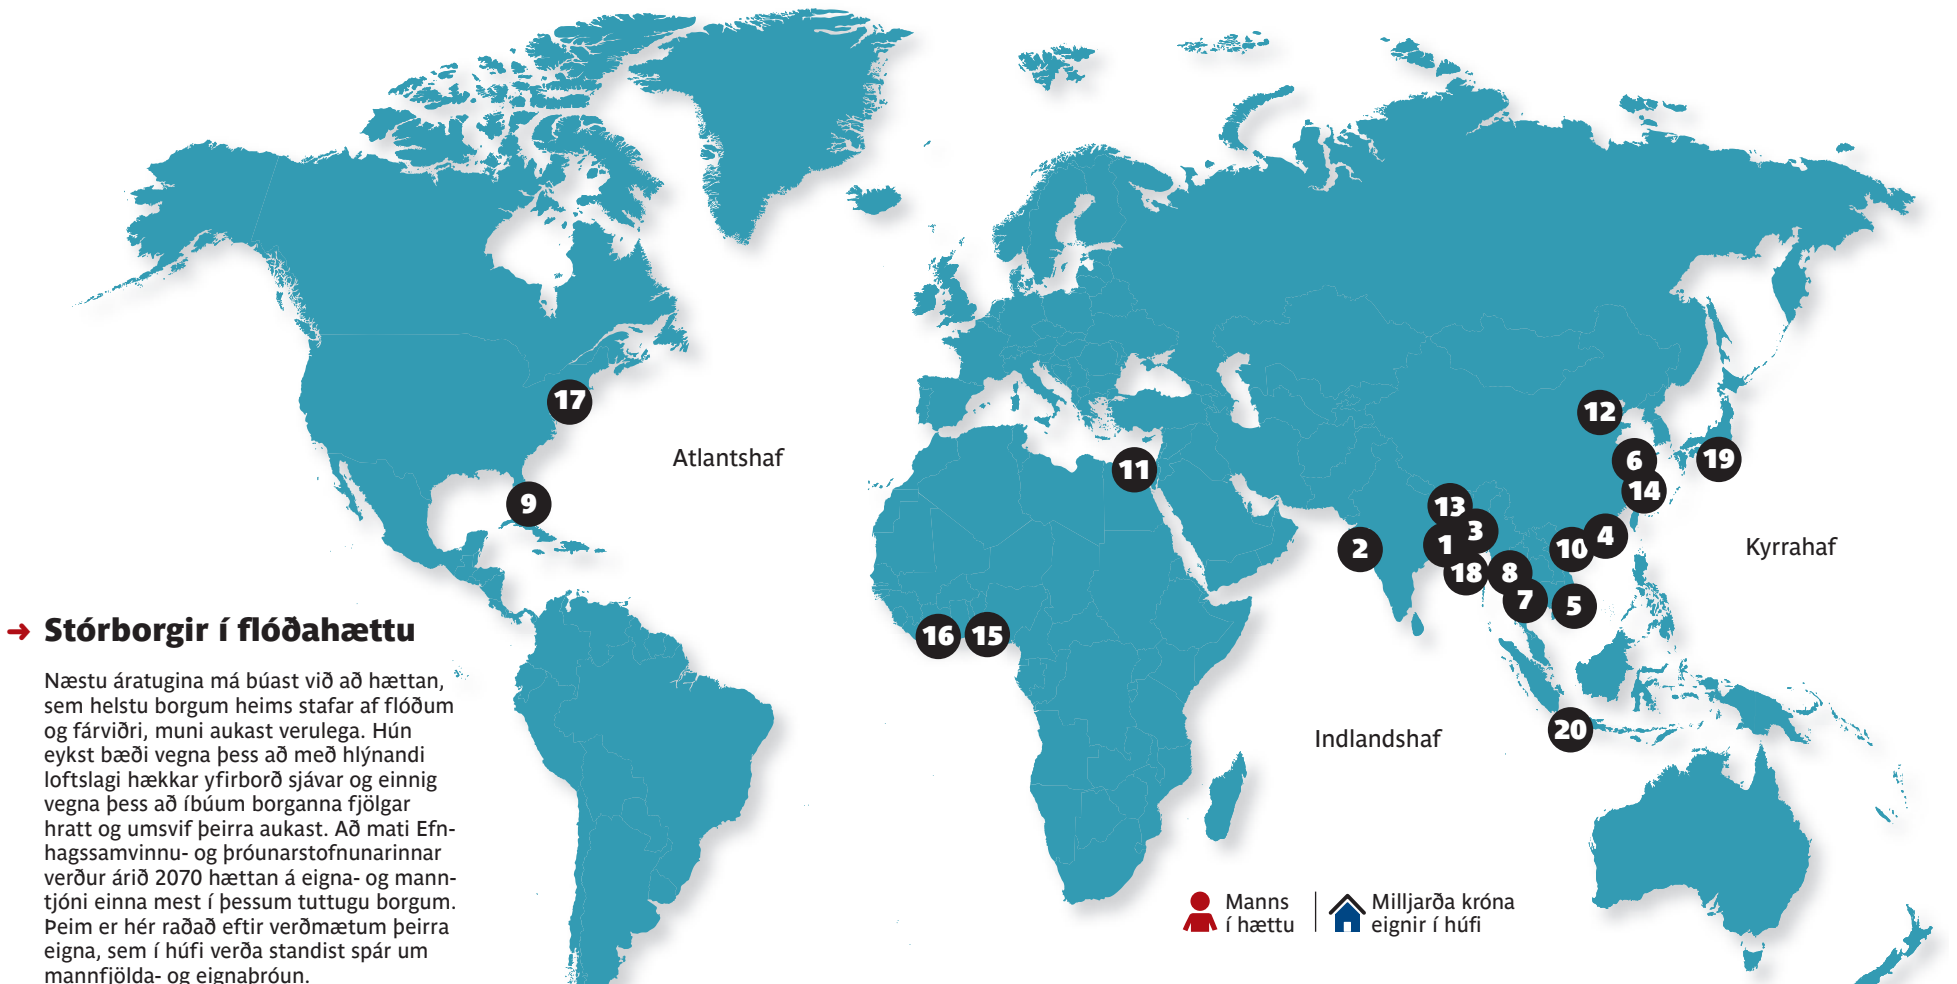 17
12
Atlantshaf
11
6
19
9
13
14
3
4
2
1
10
Kyrrahaf
18
8
7
5
16
15
→ Stórborgir í flóðahættu
Næstu áratugina má búast við að hættan,
sem helstu borgum heims stafar af flóðum
og fárviðri, muni aukast verulega. Hún
eykst bæði vegna þess að með hlýnandi
loftslagi hækkar yfirborð sjávar og einnig
vegna þess að íbúum borganna fjölgar
hratt og umsvif þeirra aukast. Að mati Efn-
hagssamvinnu- og þróunarstofnunarinnar
verður árið 2070 hættan á eigna- og mann-
tjóni einna mest í þessum tuttugu borgum.
Þeim er hér raðað eftir verðmætum þeirra
eigna, sem í húfi verða standist spár um
mannfjölda- og eignaþróun.
20
Indlandshaf
Manns
í hættu
Milljarða króna
eignir í húfi